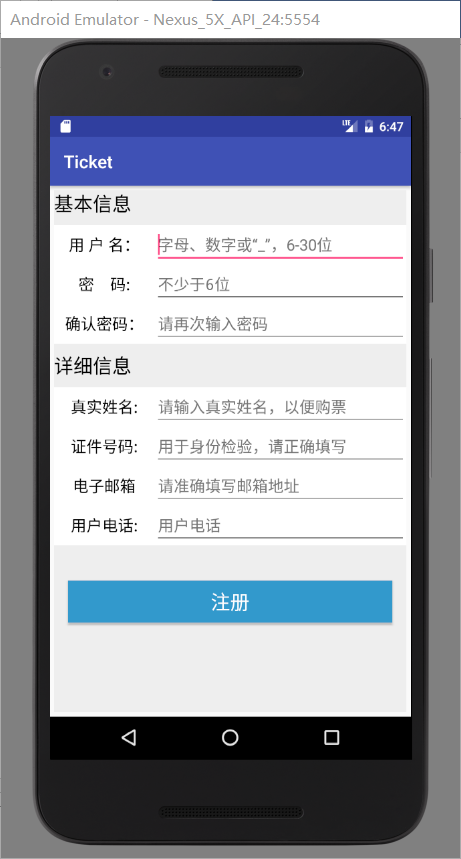 Android Emulator - Nexus_5X_API_24:5554
LTE 6:47
Ticket
基本信息
用 户 名： 字母、数字或“_”，6-30位
密　码： 不少于6位
确认密码： 请再次输入密码
详细信息
真实姓名: 请输入真实姓名，以便购票
证件号码: 用于身份检验，请正确填写
电子邮箱 请准确填写邮箱地址
用户电话: 用户电话
注册